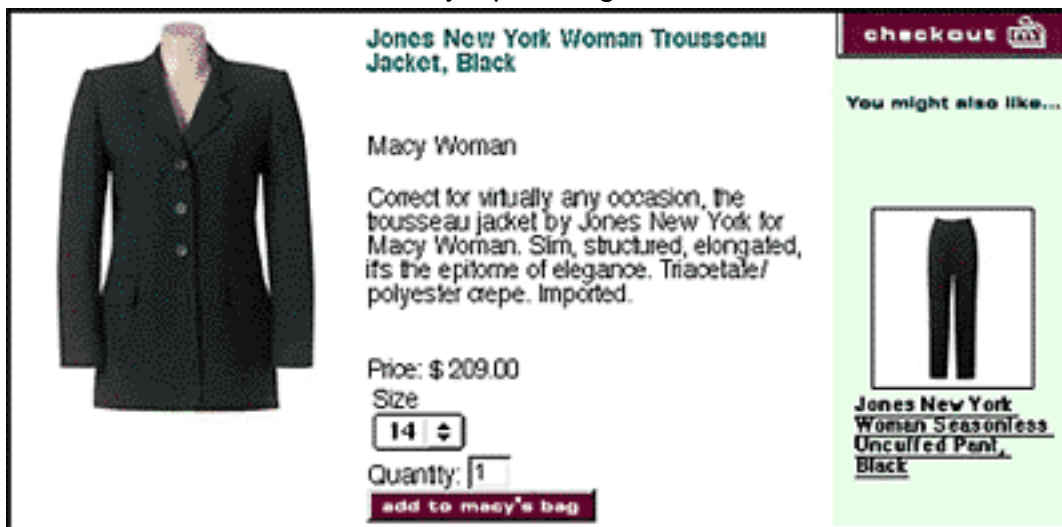 Jones New York Woman Trousseau
Jacket, Black
Macy Woman
Correct for virtually any occasion, the
trousseau jacket by Jones New York for
Macy Woman. Slim, structured, elongated,
it's the epitome of elegance. Triacetate/
polyester crepe. Imported.
Price: $ 209.00
Size
14
Quantity: 1
add to macy's bag
checkout
You might also like...
Jones New York
Woman Seasonless
Uncuffed Pant,
Black